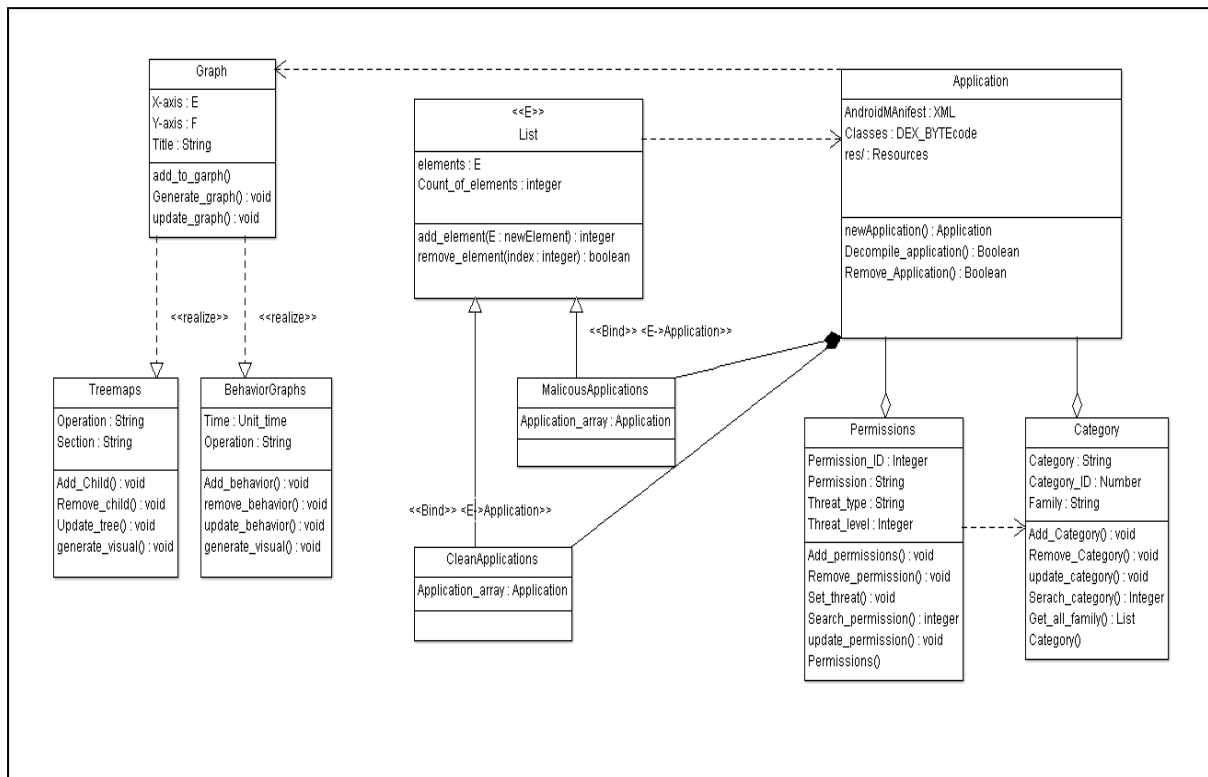 Graph
X-axis : E
Y-axis : F
Title : String
add_to_garph()
Generate_graph() : void
update_graph() : void
<<E>>
List
elements : E
Count_of_elements : integer
add_element(E : newElement) : integer
remove_element(index : integer) : boolean
Application
AndroidMAnifest : XML
Classes : DEX_BYTEcode
res/ : Resources
newApplication() : Application
Decompile_application() : Boolean
Remove_Application() : Boolean
<<realize>>
<<realize>>
<<Bind>> <E->Application>>
Treemaps
Operation : String
Section : String
Add_Child() : void
Remove_child() : void
Update_tree() : void
generate_visual() : void
BehaviorGraphs
Time : Unit_time
Operation : String
Add_behavior() : void
remove_behavior() : void
update_behavior() : void
generate_visual() : void
MalicousApplications
Application_array : Application
<<Bind>> <E->Application>>
CleanApplications
Application_array : Application
Permissions
Permission_ID : Integer
Permission : String
Threat_type : String
Threat_level : Integer
Add_permissions() : void
Remove_permission() : void
Set_threat() : void
Search_permission() : integer
update_permission() : void
Permissions()
Category
Category : String
Category_ID : Number
Family : String
Add_Category() : void
Remove_Category() : void
update_category() : void
Serach_category() : Integer
Get_all_family() : List
Category()